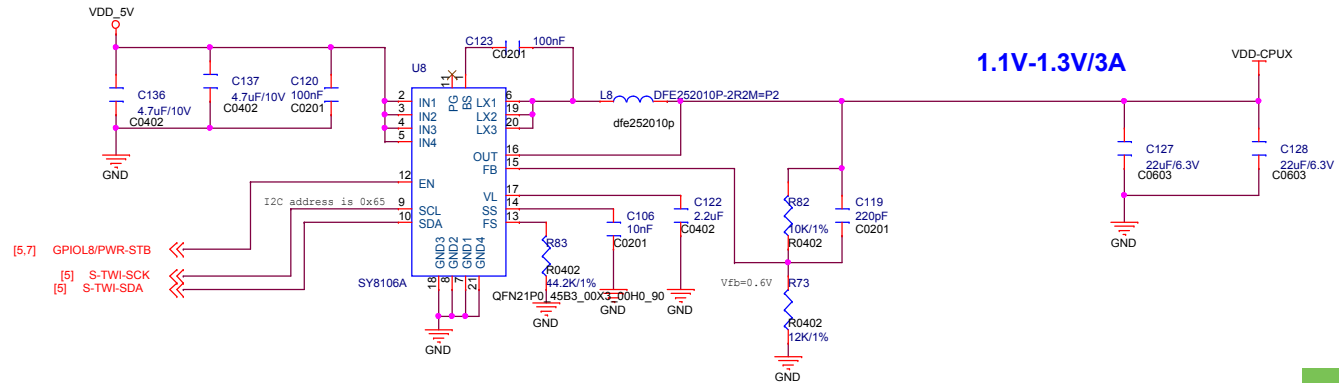 VDD_5V
C123
100nF
C0201
1.1V-1.3V/3A
VDD-CPUX
U8
C136
4.7uF/10V
C0402
C137
4.7uF/10V
C0402
C120
100nF
C0201
11
1
PG
BS
2 IN1
3 IN2
4 IN3
5 IN4
LX1 6
LX2 19
LX3 20
L8
DFE252010P-2R2M=P2
dfe252010p
OUT 16
FB 15
C127
22uF/6.3V
C0603
C128
22uF/6.3V
C0603
GND
12 EN
I2C address is 0x65
9 SCL
10 SDA
VL 17
SS 14
FS 13
C106
10nF
C0201
C122
2.2uF
C0402
R82
10K/1%
R0402
C119
220pF
C0201
GND
[5,7] GPIOL8/PWR-STB
[5] S-TWI-SCK
[5] S-TWI-SDA
GND3
GND2
GND1
GND4
18
8
7
21
SY8106A
R83
R0402
44.2K/1%
QFN21P0_45B3_00X3_00H0_90
Vfb=0.6V
R73
R0402
12K/1%
GND
GND
GND
GND
GND